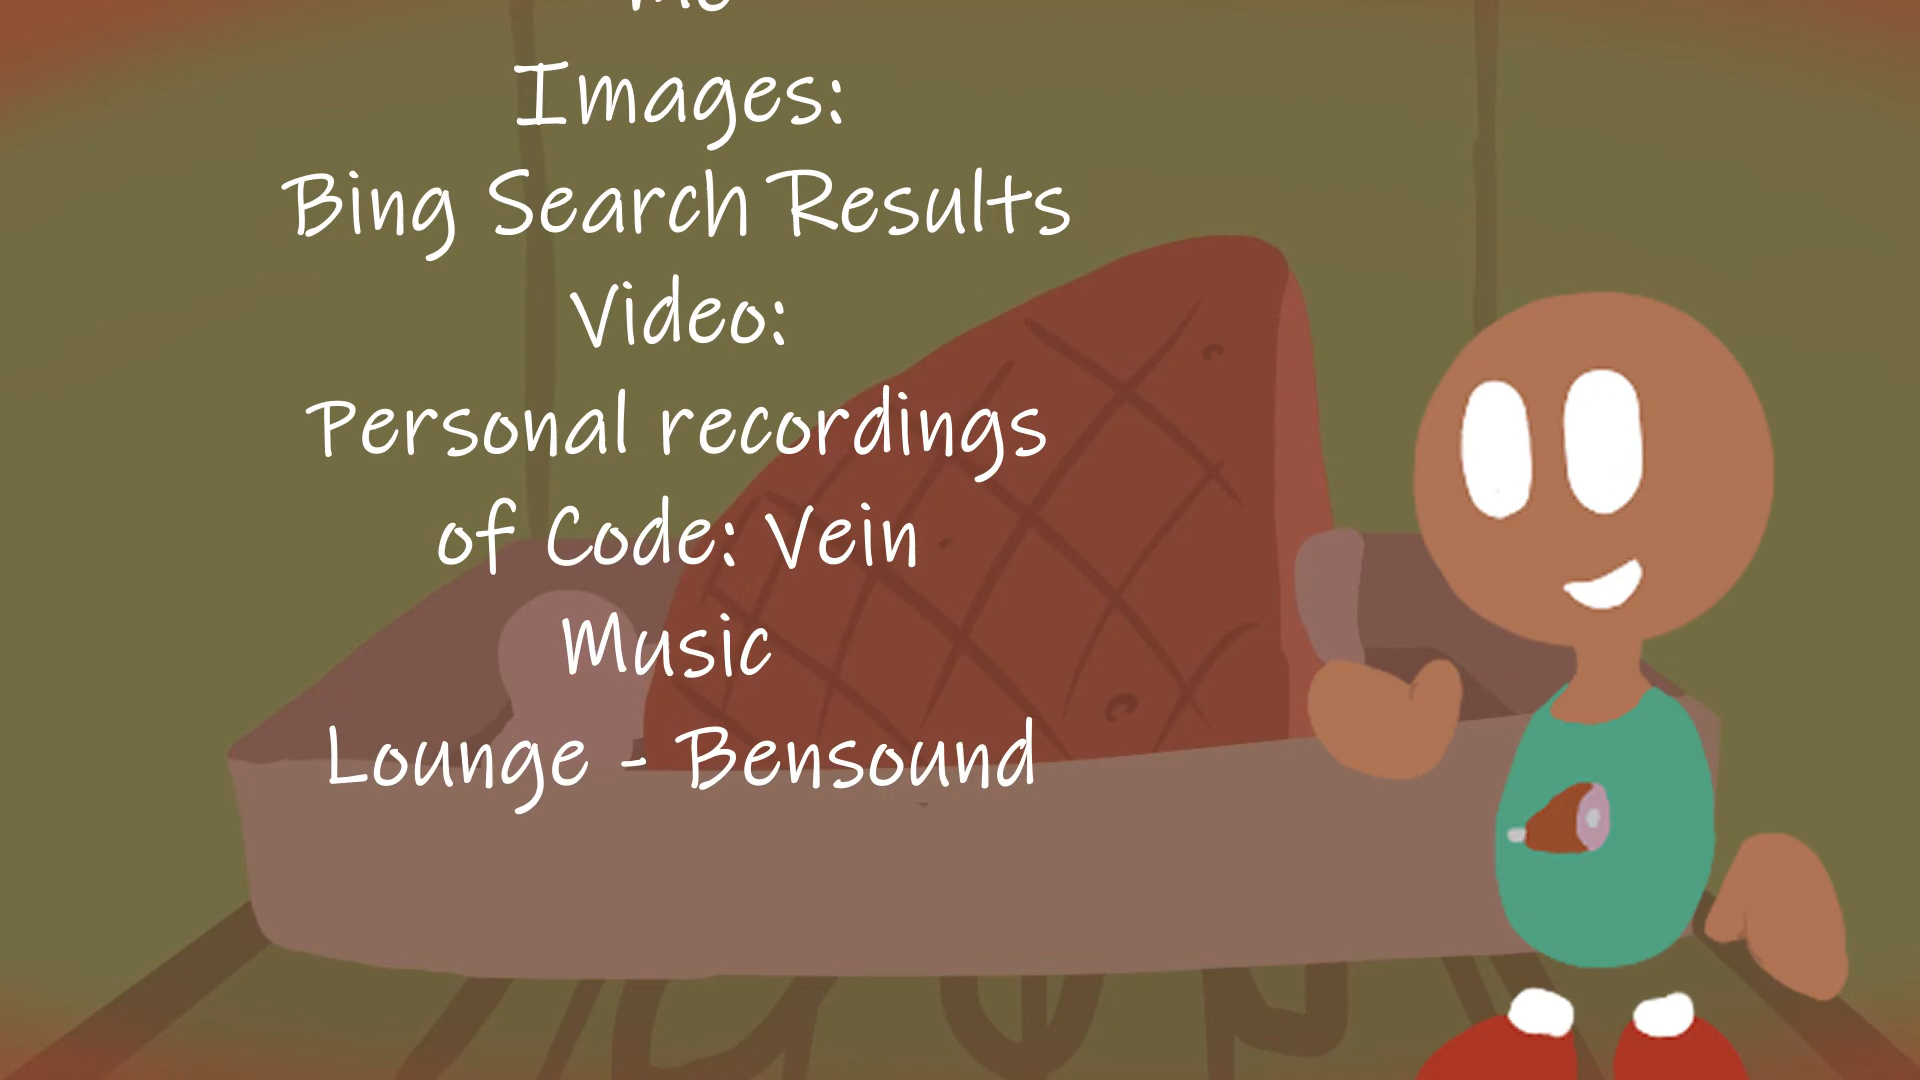 Images:
Bing Search Results
Video:
Personal recordings
of Code: Vein
Music
Lounge - Bensound